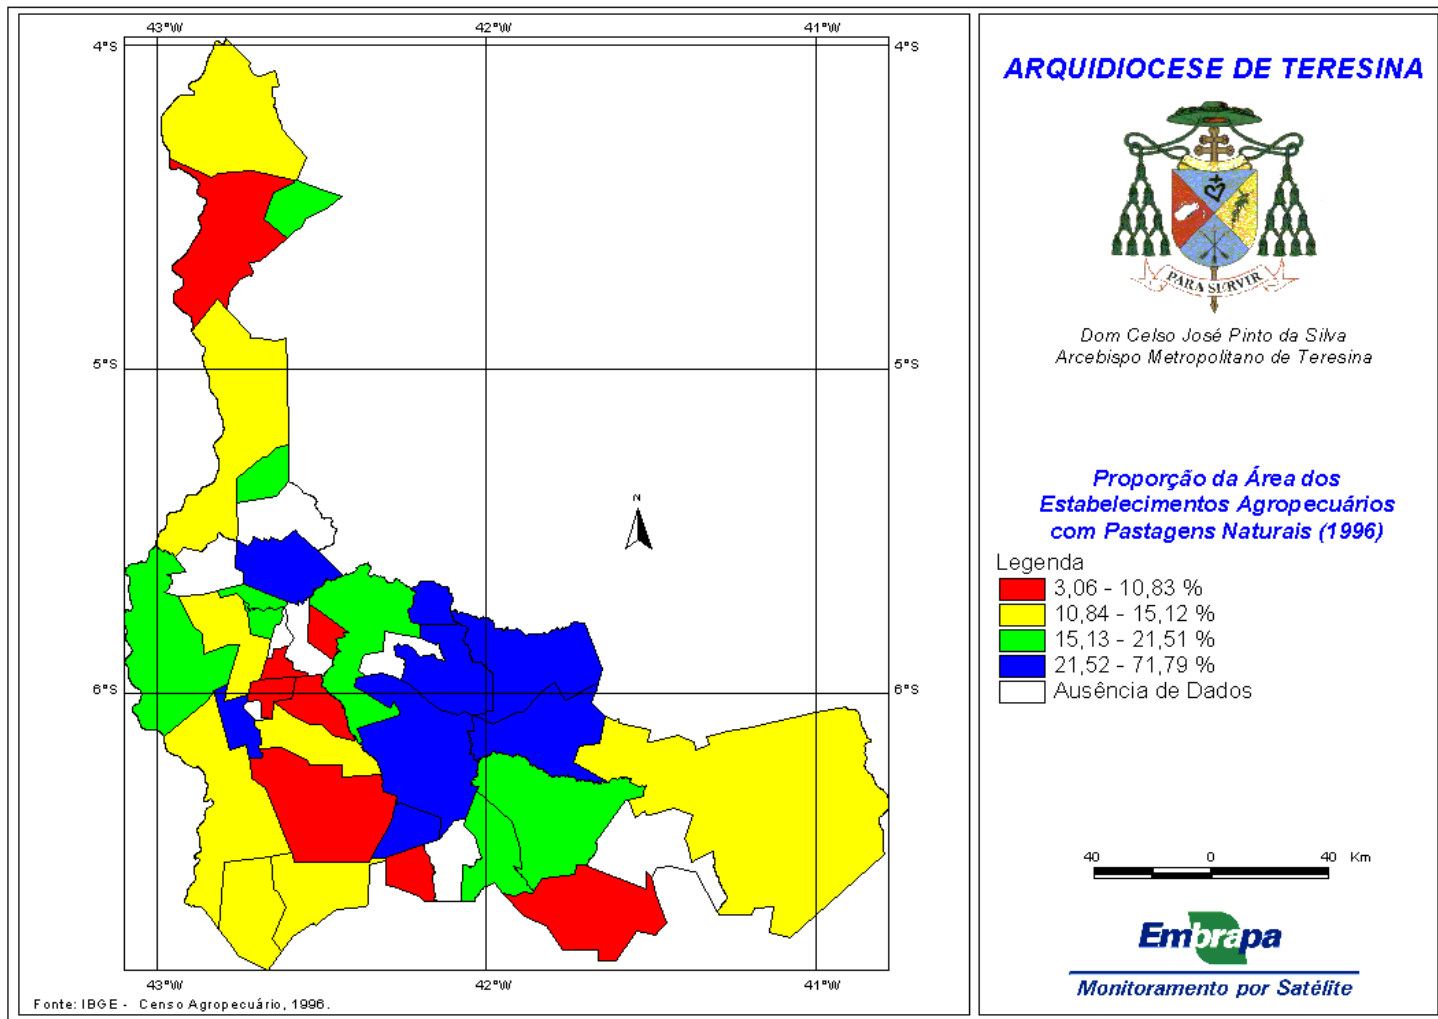 43°W 42°W 41°W
4°S 4°S
5°S 5°S
6°S 6°S
43°W 42°W 41°W
N
Fonte: IBGE - Censo Agropecuário, 1996.
ARQUIDIOCESE DE TERESINA
PARA SERVIR
Dom Celso José Pinto da Silva
Arcebispo Metropolitano de Teresina
Proporção da Área dos
Estabelecimentos Agropecuários
com Pastagens Naturais (1996)
Legenda
3,06 - 10,83 %
10,84 - 15,12 %
15,13 - 21,51 %
21,52 - 71,79 %
Ausência de Dados
40 0 40 Km
Embrapa
Monitoramento por Satélite